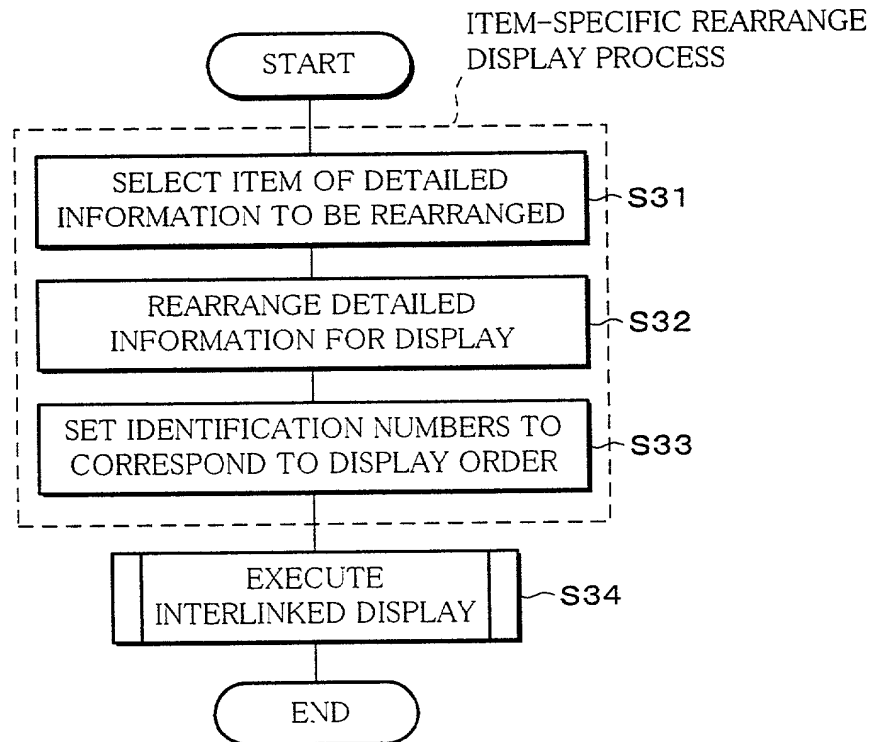 ITEM-SPECIFIC REARRANGE
DISPLAY PROCESS
START
SELECT ITEM OF DETAILED
INFORMATION TO BE REARRANGED
S31
REARRANGE DETAILED
INFORMATION FOR DISPLAY
S32
SET IDENTIFICATION NUMBERS TO
CORRESPOND TO DISPLAY ORDER
S33
EXECUTE
INTERLINKED DISPLAY
S34
END